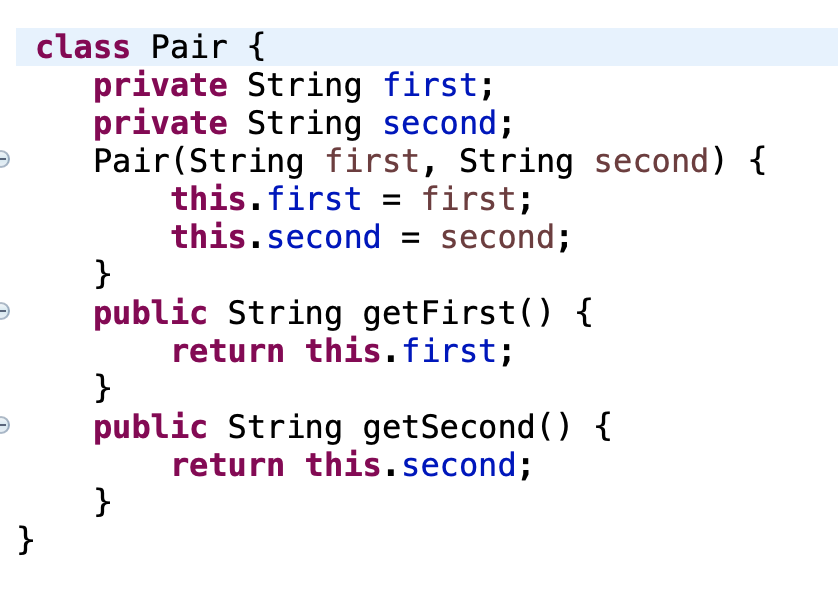 class Pair {
    private String first;
    private String second;
    Pair(String first, String second) {
        this.first = first;
        this.second = second;
    }
    public String getFirst() {
        return this.first;
    }
    public String getSecond() {
        return this.second;
    }
}